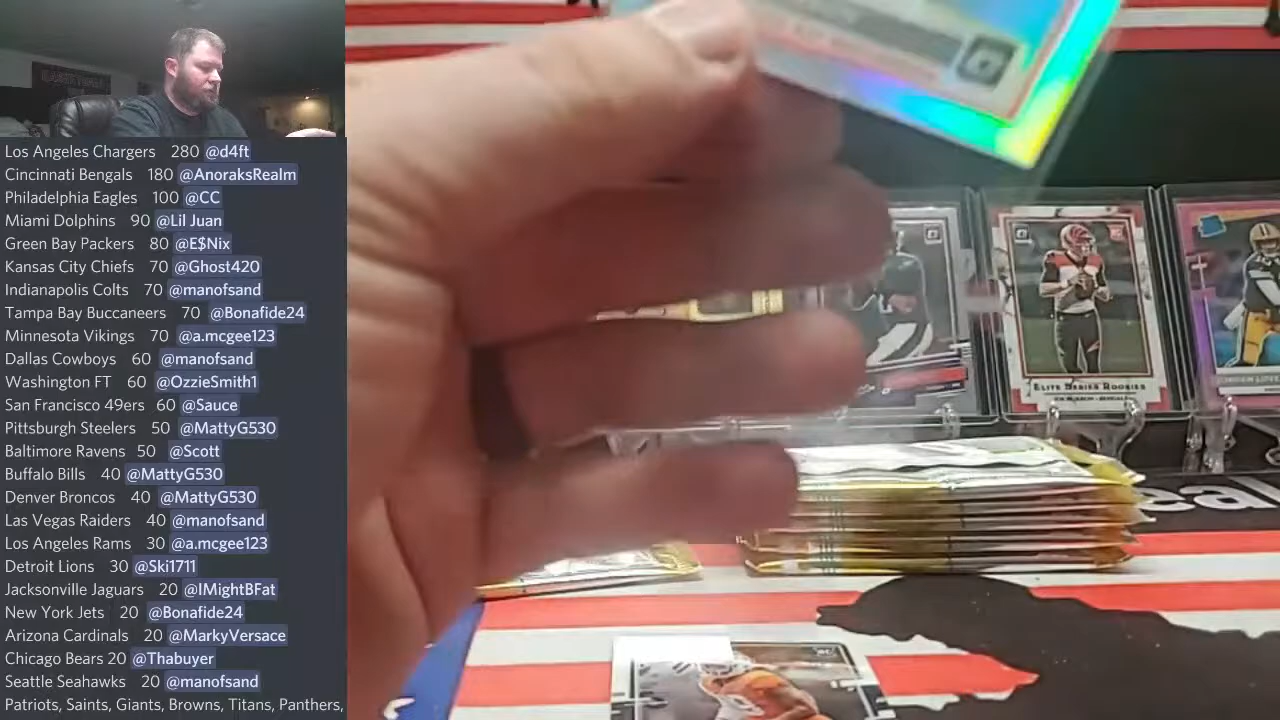 Los Angeles Chargers 280 @d4ft
Cincinnati Bengals 180 @AnoraksRealm
Philadelphia Eagles 100 @CC
Miami Dolphins 90 @Lil Juan
Green Bay Packers 80 @E$Nix
Kansas City Chiefs 70 @Ghost420
Indianapolis Colts 70 @manofsand
Tampa Bay Buccaneers 70 @Bonafide24
Minnesota Vikings 70 @a.mcgee123
Dallas Cowboys 60 @manofsand
Washington FT 60 @OzzieSmith1
San Francisco 49ers 60 @Sauce
Pittsburgh Steelers 50 @MattyG530
Baltimore Ravens 50 @Scott
Buffalo Bills 40 @MattyG530
Denver Broncos 40 @MattyG530
Las Vegas Raiders 40 @manofsand
Los Angeles Rams 30 @a.mcgee123
Detroit Lions 30 @Ski1711
Jacksonville Jaguars 20 @IMightBFat
New York Jets 20 @Bonafide24
Arizona Cardinals 20 @MarkyVersace
Chicago Bears 20 @Thabuyer
Seattle Seahawks 20 @manofsand
Patriots, Saints, Giants, Browns, Titans, Panthers,
Elite Series Rookies